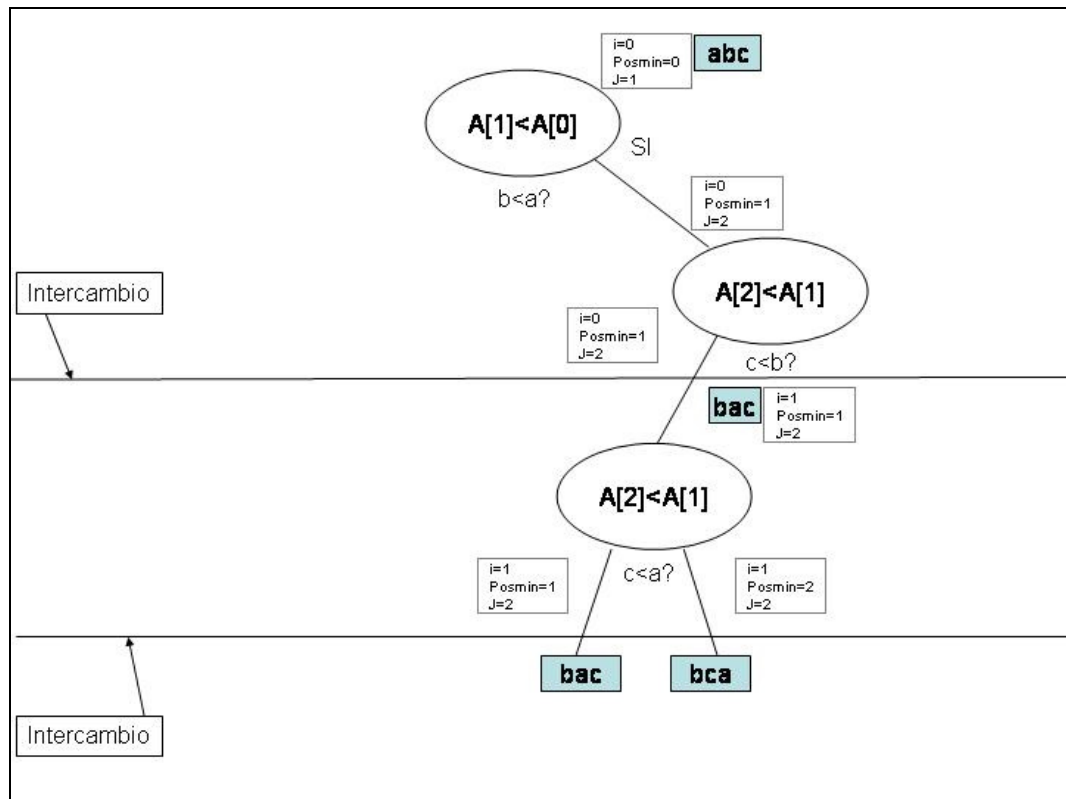 i=0
Posmin=0
J=1
abc
A[1]<A[0]
SI
b<a?
i=0
Posmin=1
J=2
Intercambio
A[2]<A[1]
i=0
Posmin=1
J=2
c<b?
bac
i=1
Posmin=1
J=2
A[2]<A[1]
i=1
Posmin=1
J=2
c<a?
i=1
Posmin=2
J=2
bac
bca
Intercambio